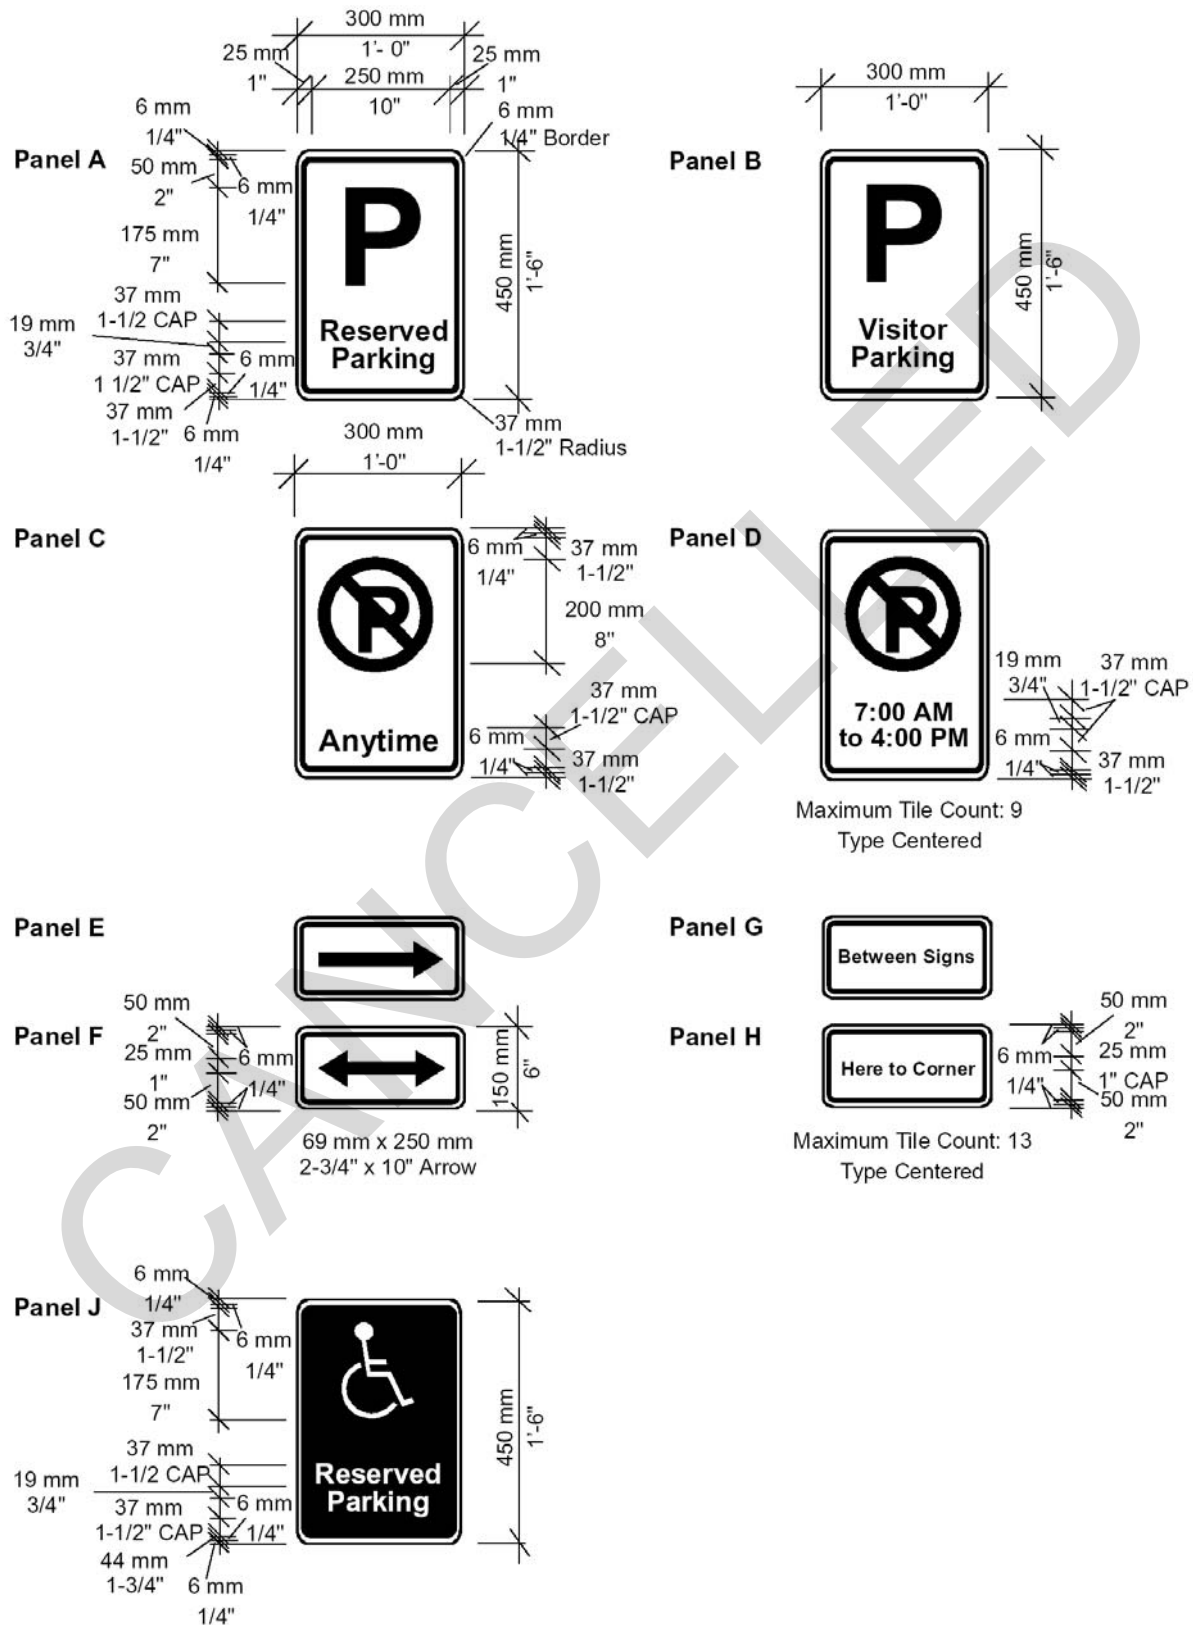 300 mm
1'- 0"
25 mm
1"
250 mm
10"
25 mm
1"
6 mm
1/4" Border
Panel A
6 mm
1/4"
50 mm
2"
6 mm
1/4"
175 mm
7"
37 mm
1-1/2 CAP
19 mm
3/4"
37 mm
1 1/2" CAP
6 mm
1/4"
37 mm
1-1/2"
6 mm
1/4"
P
Reserved
Parking
450 mm
1'-6"
37 mm
1-1/2" Radius
Panel B
300 mm
1'-0"
P
Visitor
Parking
450 mm
1'-6"
Panel C
300 mm
1'-0"
P
Anytime
6 mm
1/4"
37 mm
1-1/2"
200 mm
8"
37 mm
1-1/2" CAP
6 mm
1/4"
37 mm
1-1/2"
Panel D
P
7:00 AM
to 4:00 PM
19 mm
3/4"
37 mm
1-1/2" CAP
6 mm
1/4"
37 mm
1-1/2"
Maximum Tile Count: 9
Type Centered
Panel E
Panel G
Between Signs
Panel F
50 mm
2"
25 mm
1"
50 mm
2"
6 mm
1/4"
150 mm
6"
69 mm x 250 mm
2-3/4" x 10" Arrow
Panel H
Here to Corner
6 mm
1/4"
50 mm
2"
25 mm
1" CAP
50 mm
2"
Maximum Tile Count: 13
Type Centered
Panel J
6 mm
1/4"
37 mm
1-1/2"
6 mm
1/4"
175 mm
7"
37 mm
1-1/2 CAP
19 mm
3/4"
37 mm
1-1/2" CAP
6 mm
1/4"
44 mm
1-3/4"
6 mm
1/4"
Reserved
Parking
450 mm
1'-6"
CANCELLED